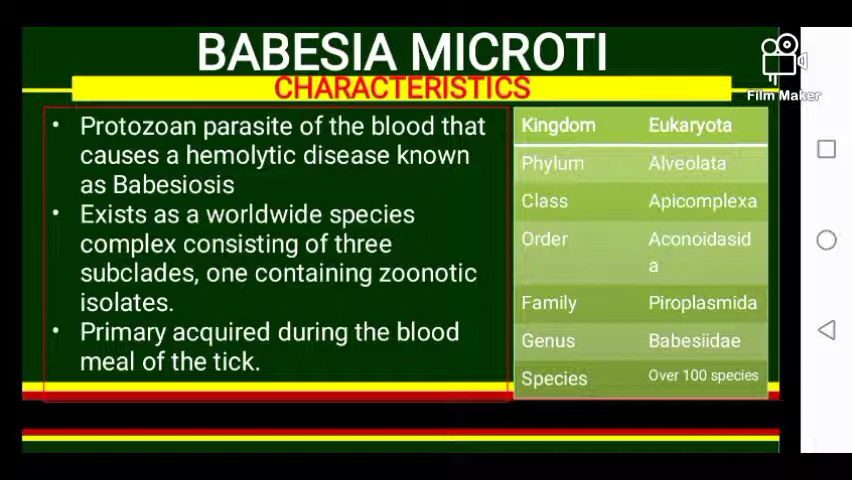 BABESIA MICROTI
CHARACTERISTICS
Film Maker
• Protozoan parasite of the blood that
causes a hemolytic disease known
as Babesiosis
• Exists as a worldwide species
complex consisting of three
subclades, one containing zoonotic
isolates.
• Primary acquired during the blood
meal of the tick.
Kingdom Eukaryota
Phylum Alveolata
Class Apicomplexa
Order Aconoidasid
a
Family Piroplasmida
Genus Babesiidae
Species Over 100 species